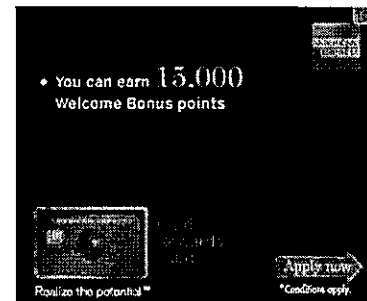 • You can earn 15,000
Welcome Bonus points
Apply now
Realize the potential™
*Conditions apply.